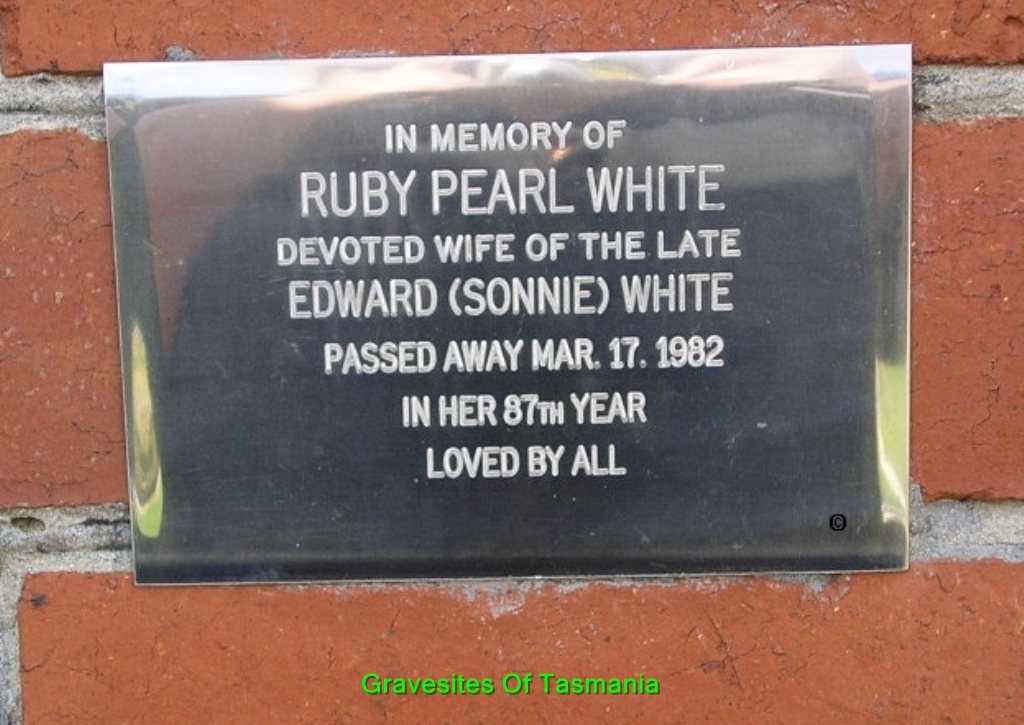 IN MEMORY OF
RUBY PEARL WHITE
DEVOTED WIFE OF THE LATE
EDWARD (SONNIE) WHITE
PASSED AWAY MAR. 17. 1982
IN HER 87TH YEAR
LOVED BY ALL
©
Gravesites Of Tasmania